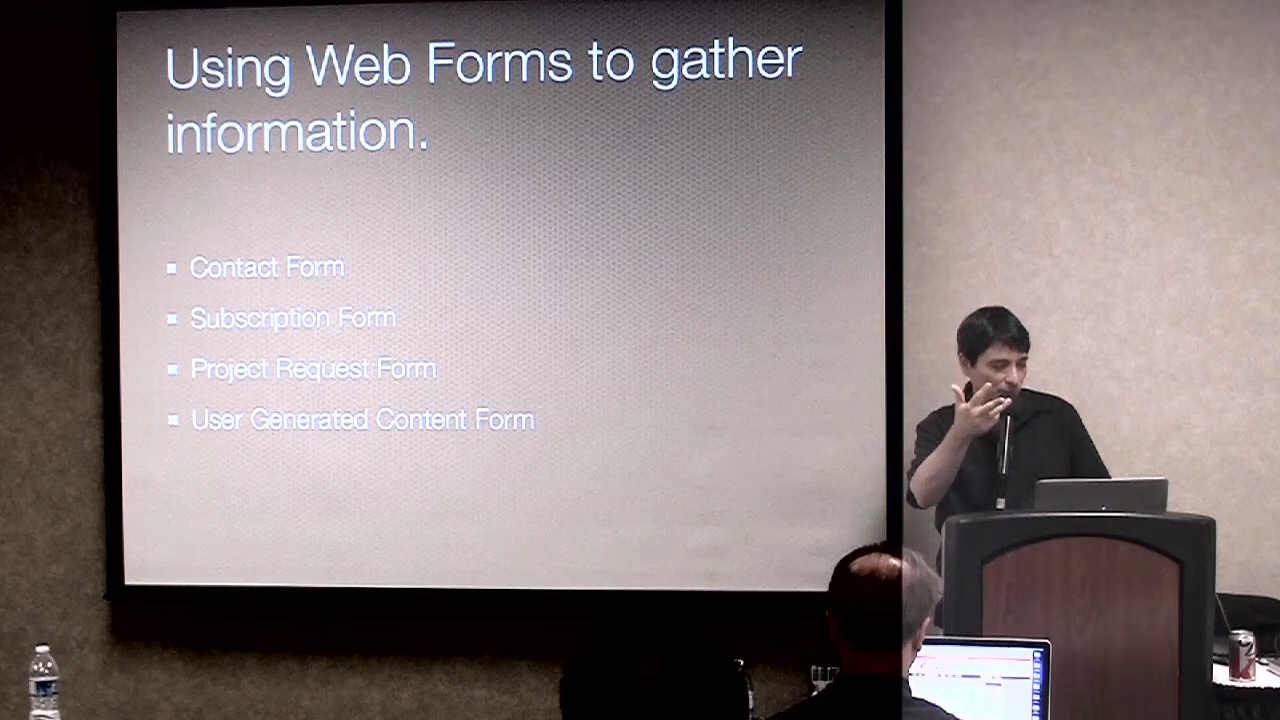 Using Web Forms to gather
information.
Contact Form
Subscription Form
Project Request Form
User Generated Content Form